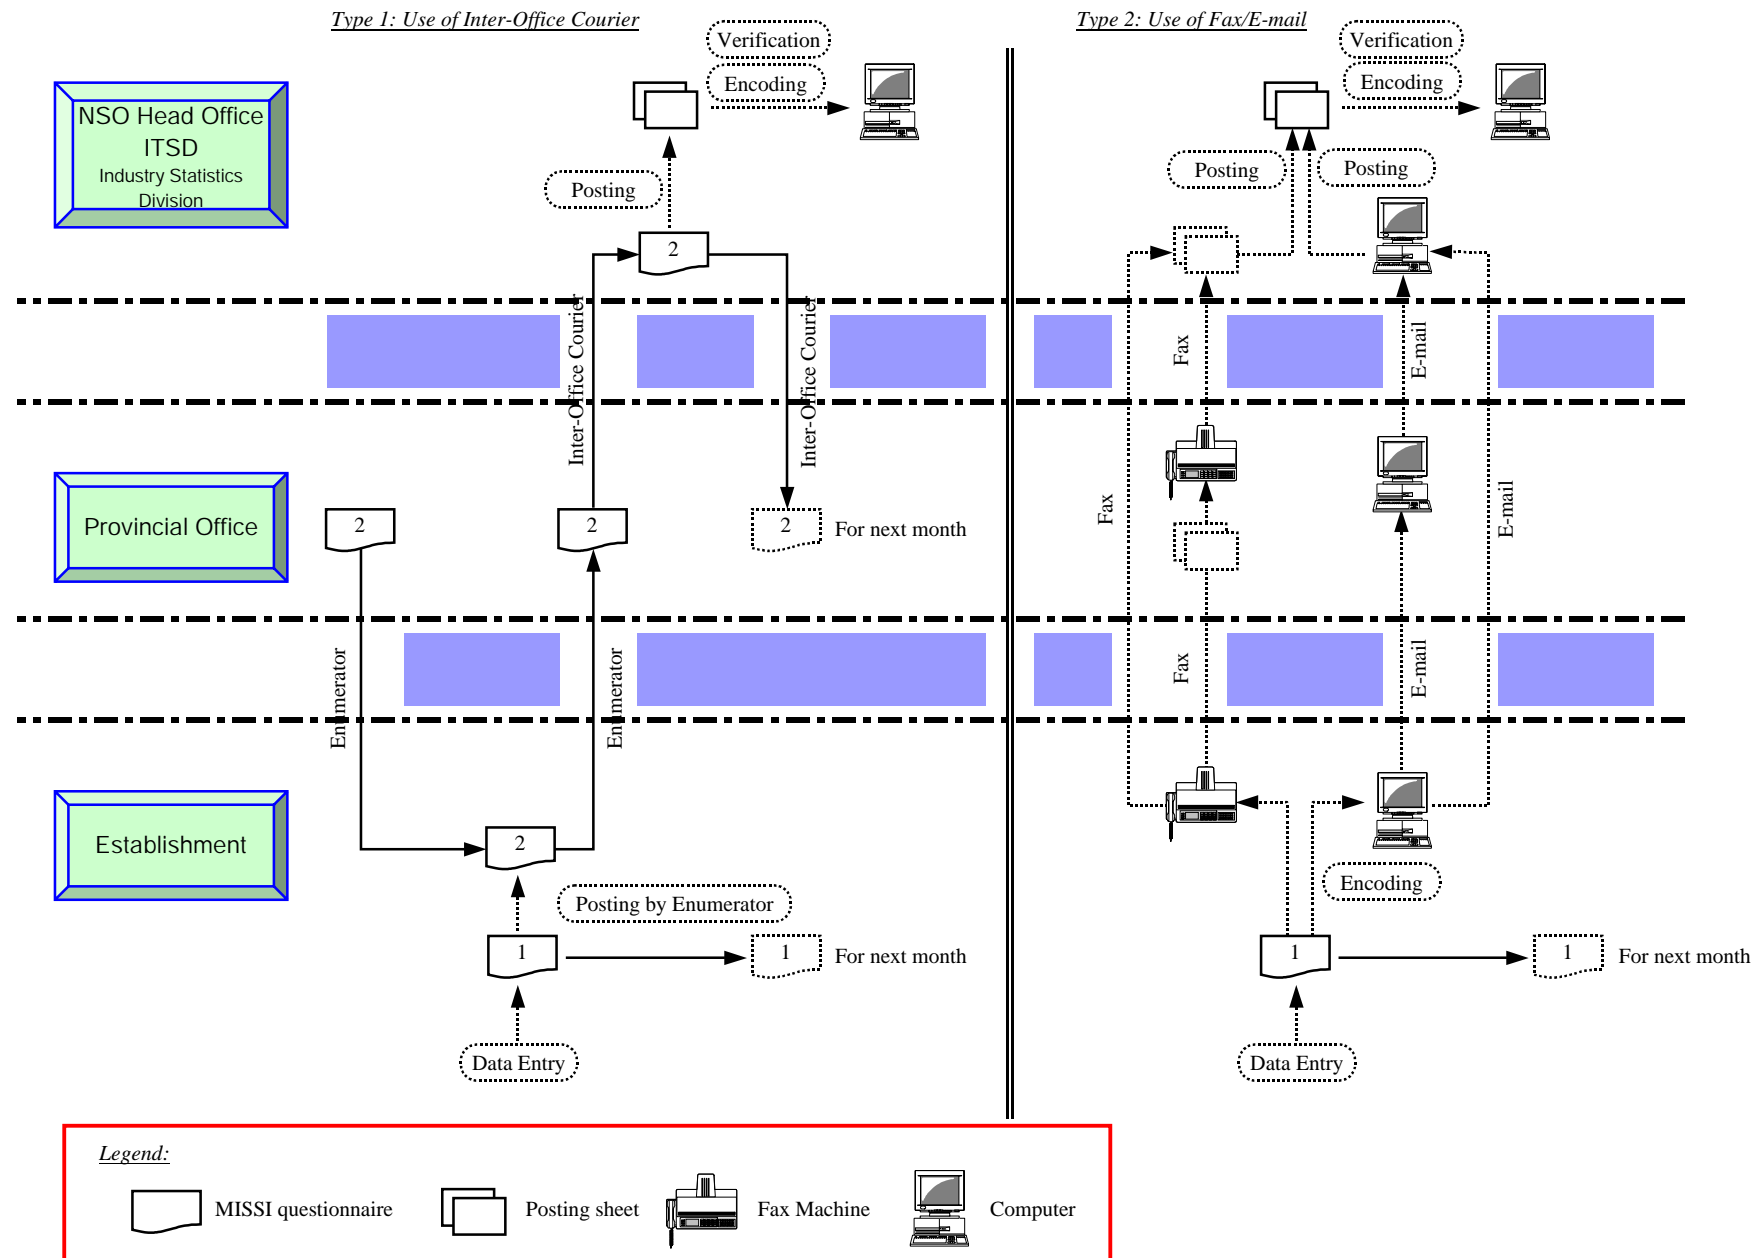 Type 1: Use of Inter-Office Courier
Type 2: Use of Fax/E-mail
Verification
Encoding
Verification
Encoding
NSO Head Office
ITSD
Industry Statistics
Division
Posting
Posting
Posting
2
Inter-Office Courier
Inter-Office Courier
Fax
E-mail
Provincial Office
2
2
2
For next month
Fax
E-mail
Enumerator
Enumerator
Fax
E-mail
Establishment
2
Posting by Enumerator
Encoding
1
1
For next month
1
1
For next month
Data Entry
Data Entry
Legend:
MISSI questionnaire
Posting sheet
Fax Machine
Computer